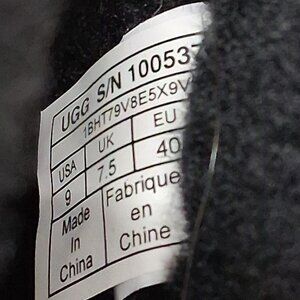 UGG S/N 10053
1BHT79V8E5X9V
USA UK EU
9 7.5 40
Made Fabrique
In en
China Chine